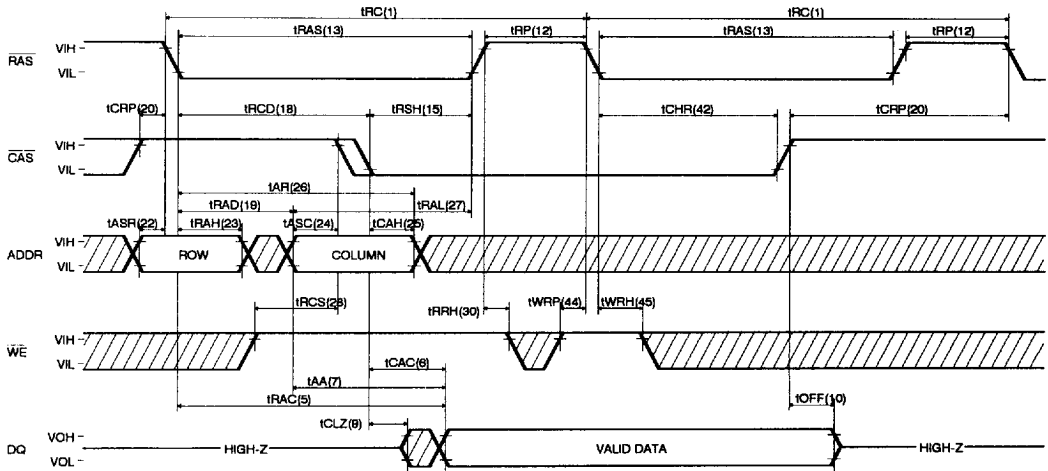 tRC(1) tRC(1)
tRAS(13) tRP(12) tRAS(13) tRP(12)
RAS VIH
VIL
tCRP(20) tRCD(18) tRSH(15) tCHR(42) tCRP(20)
CAS VIH
VIL
tAR(26)
tRAD(19) tRAL(27)
tASR(22) tRAH(23) tASC(24) tCAH(25)
ADDR VIH
VIL
ROW COLUMN
tRCS(28) tRRH(30) tWRP(44) tWRH(45)
WE VIH
VIL
tCAC(6)
tAA(7)
tRAC(5) tOFF(10)
tCLZ(8)
DQ VOH
VOL
HIGH-Z VALID DATA HIGH-Z